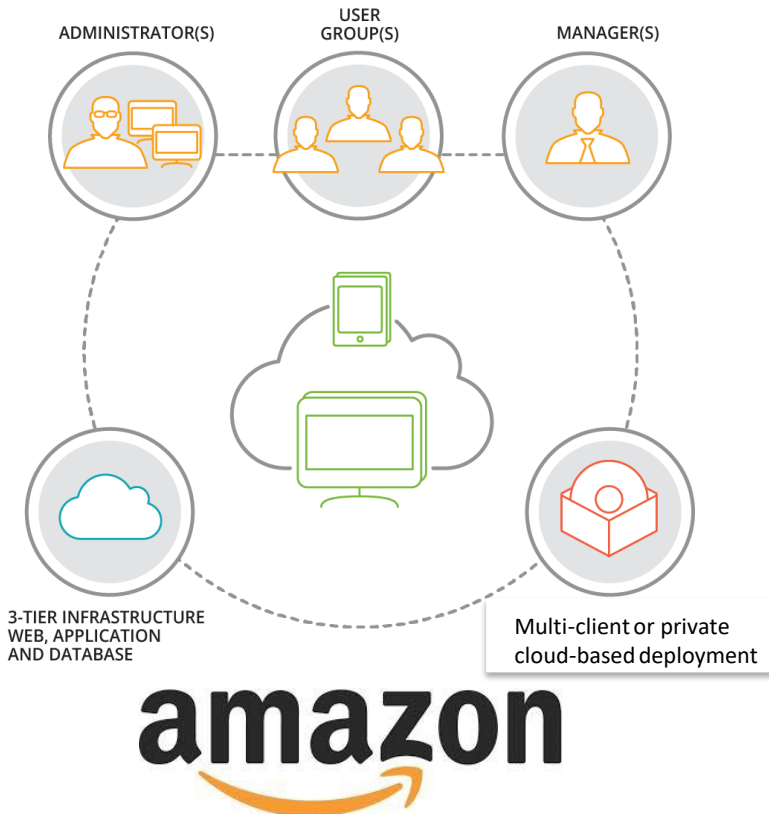 USER
GROUP(S)
ADMINISTRATOR(S)
MANAGER(S)
3-TIER INFRASTRUCTURE
WEB, APPLICATION
AND DATABASE
Multi-client or private
cloud-based deployment
amazon